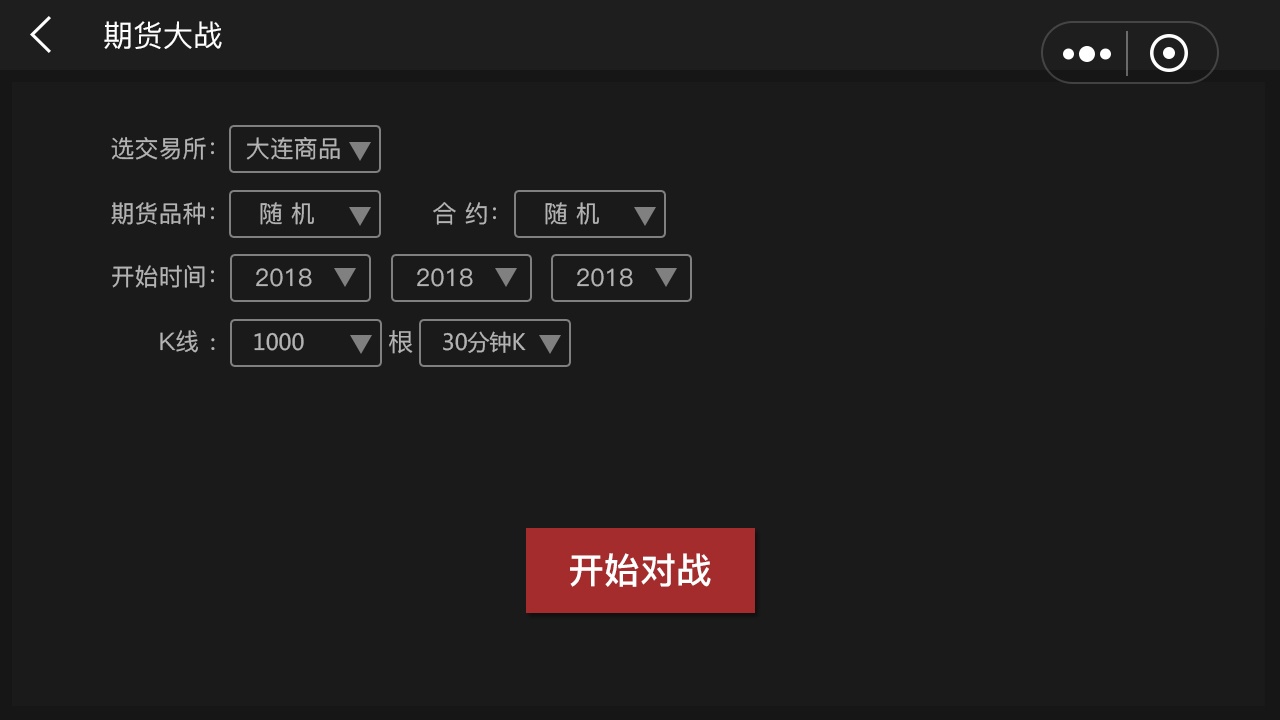 期货大战
选交易所： 大连商品
期货品种： 随 机 合 约： 随 机
开始时间： 2018 2018 2018
K线 ： 1000 根 30分钟K
开始对战